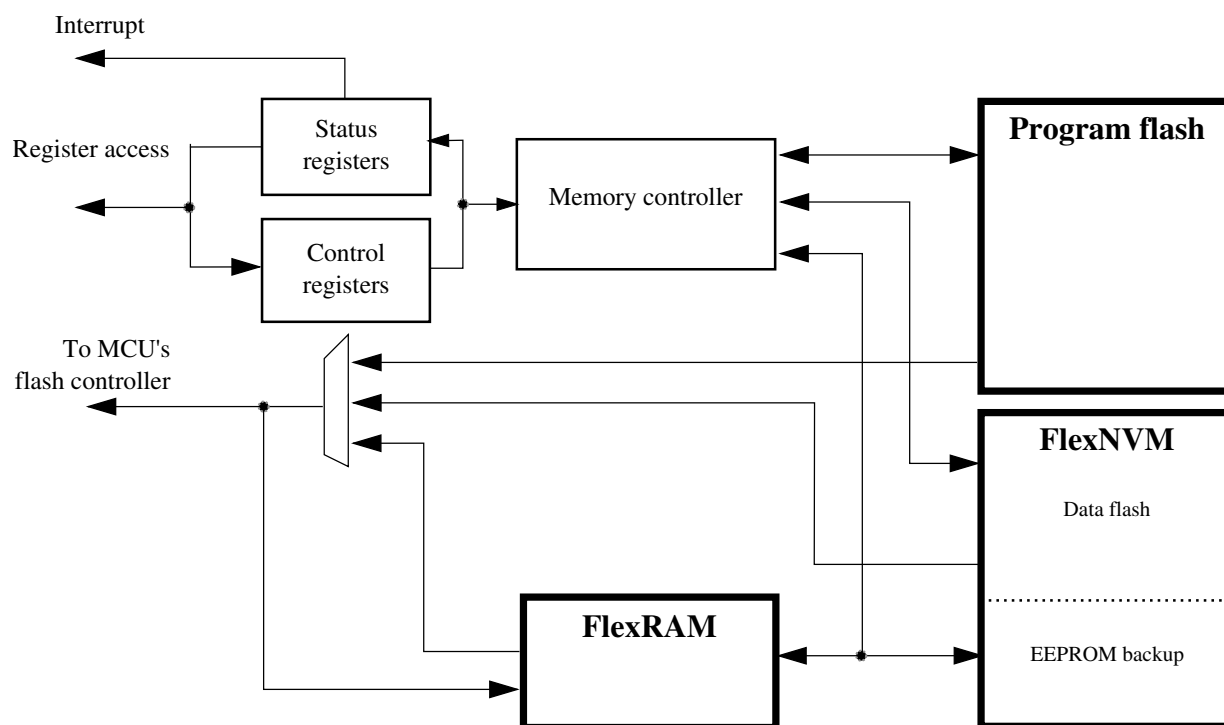 Interrupt
Status
registers
Program flash
Register access
Memory controller
Control
registers
To MCU's
flash controller
FlexNVM
Data flash
FlexRAM
EEPROM backup